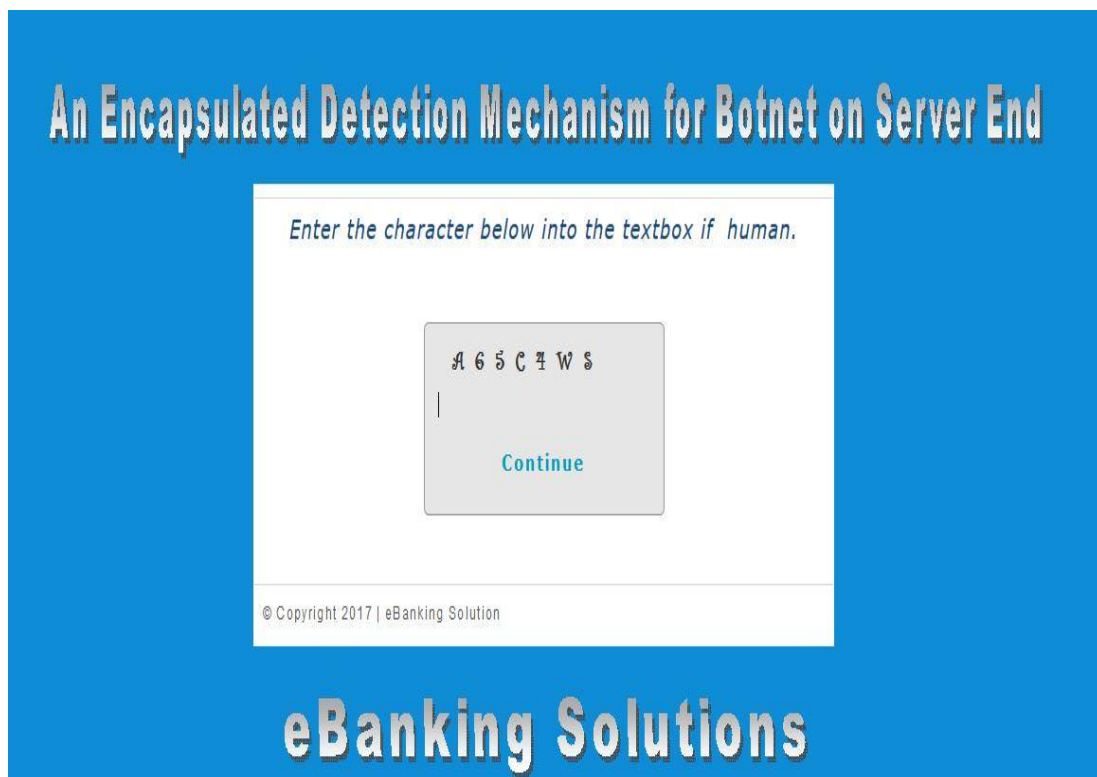 An Encapsulated Detection Mechanism for Botnet on Server End
Enter the character below into the textbox if human.
A 6 5 C 4 W S
Continue
© Copyright 2017 | eBanking Solution
eBanking Solutions